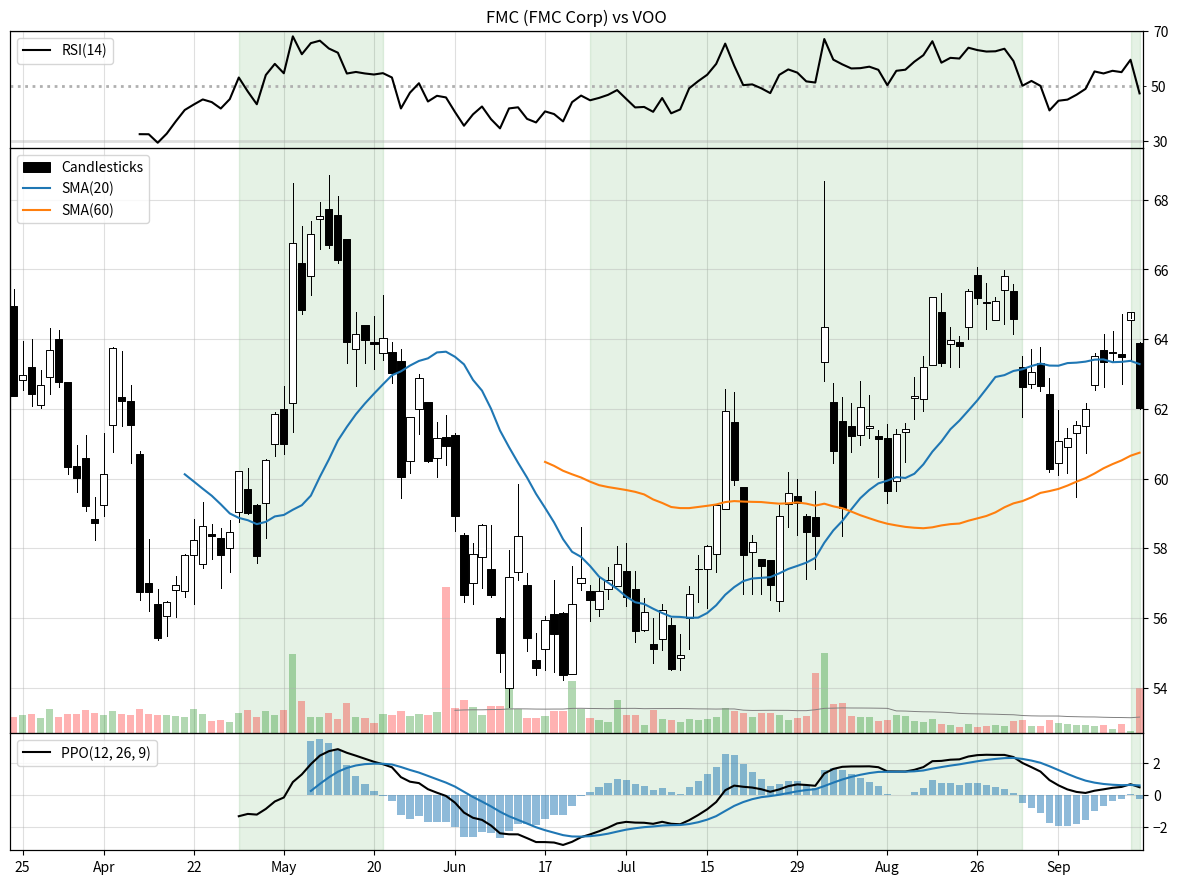 FMC (FMC Corp) vs VOO
RSI(14)
70
50
30
Candlesticks
SMA(20)
SMA(60)
68
66
64
62
60
58
56
54
PPO(12, 26, 9)
2
0
−2
25 Apr 22 May 20 Jun 17 Jul 15 29 Aug 26 Sep